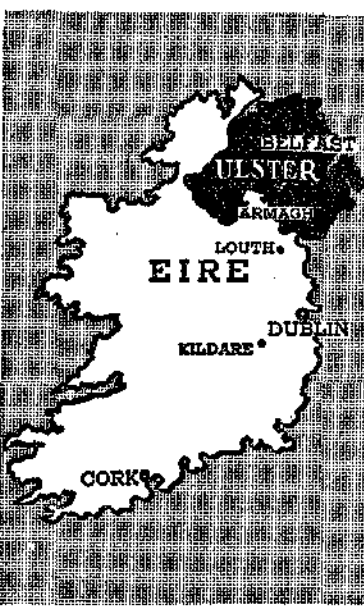 BELFAST
ULSTER
ARMAGH
LOUTH
EIRE
DUBLIN
KILDARE
CORK